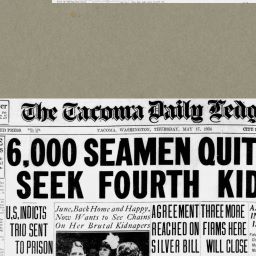 The Tacoma Daily Ledg
TACOMA, WASHINGTON, THURSDAY, MAY 17, 1934
6,000 SEAMEN QUIT
SEEK FOURTH KID
U.S. INDICTS
TRIO SENT
TO PRISON
June, Back Home and Happy,
Now Wants to See Chains
On Her Brutal Kidnapers
AGREEMENT
REACHED ON
SILVER BILL
THREE MORE
FIRMS HERE
WILL CLOSE